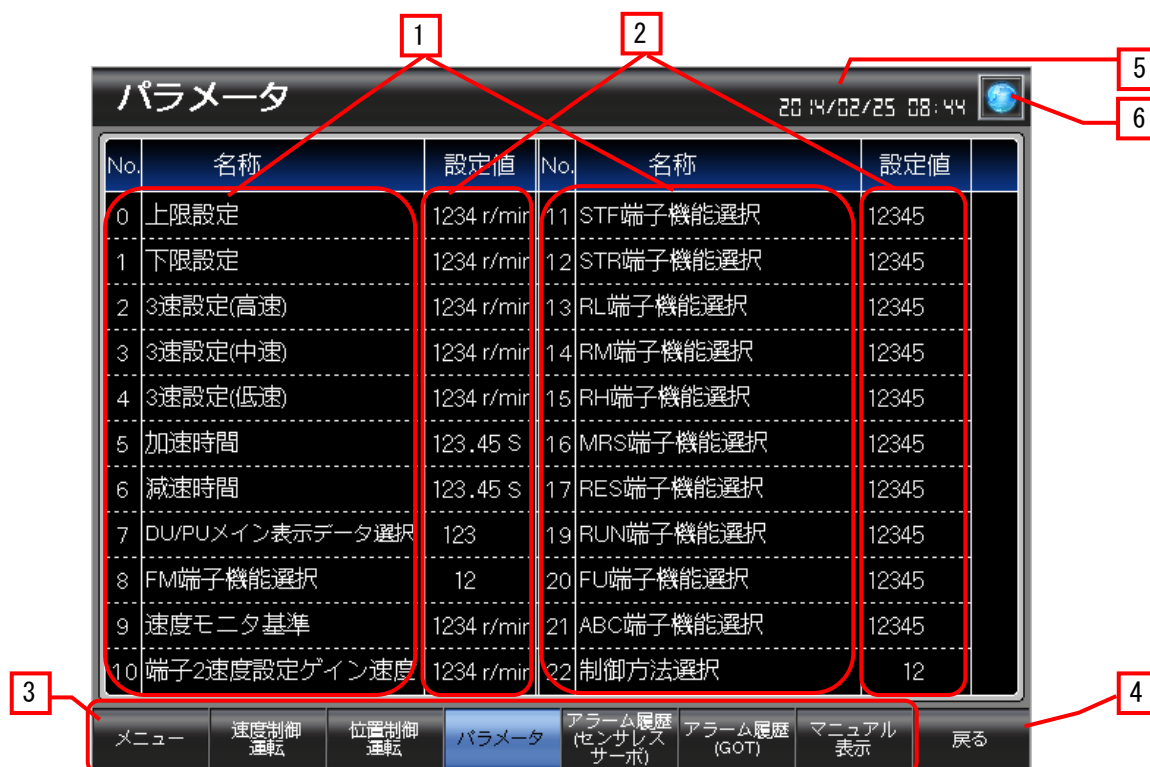 1
2
5
6
パラメータ
2014/02/25 08:44
No. 名称 設定値 No. 名称 設定値
0 上限設定 1234 r/min 11 STF端子機能選択 12345
1 下限設定 1234 r/min 12 STR端子機能選択 12345
2 3速設定(高速) 1234 r/min 13 RL端子機能選択 12345
3 3速設定(中速) 1234 r/min 14 RM端子機能選択 12345
4 3速設定(低速) 1234 r/min 15 RH端子機能選択 12345
5 加速時間 123.45 S 16 MRS端子機能選択 12345
6 減速時間 123.45 S 17 RES端子機能選択 12345
7 DU/PUメイン表示データ選択 123 19 RUN端子機能選択 12345
8 FM端子機能選択 12 20 FU端子機能選択 12345
9 速度モニタ基準 1234 r/min 21 ABC端子機能選択 12345
10 端子2速度設定ゲイン速度 1234 r/min 22 制御方法選択 12
3
4
メニュー
速度制御
運転
位置制御
運転
パラメータ
アラーム履歴
(センサレス
サーボ)
アラーム履歴
(GOT)
マニュアル
表示
戻る